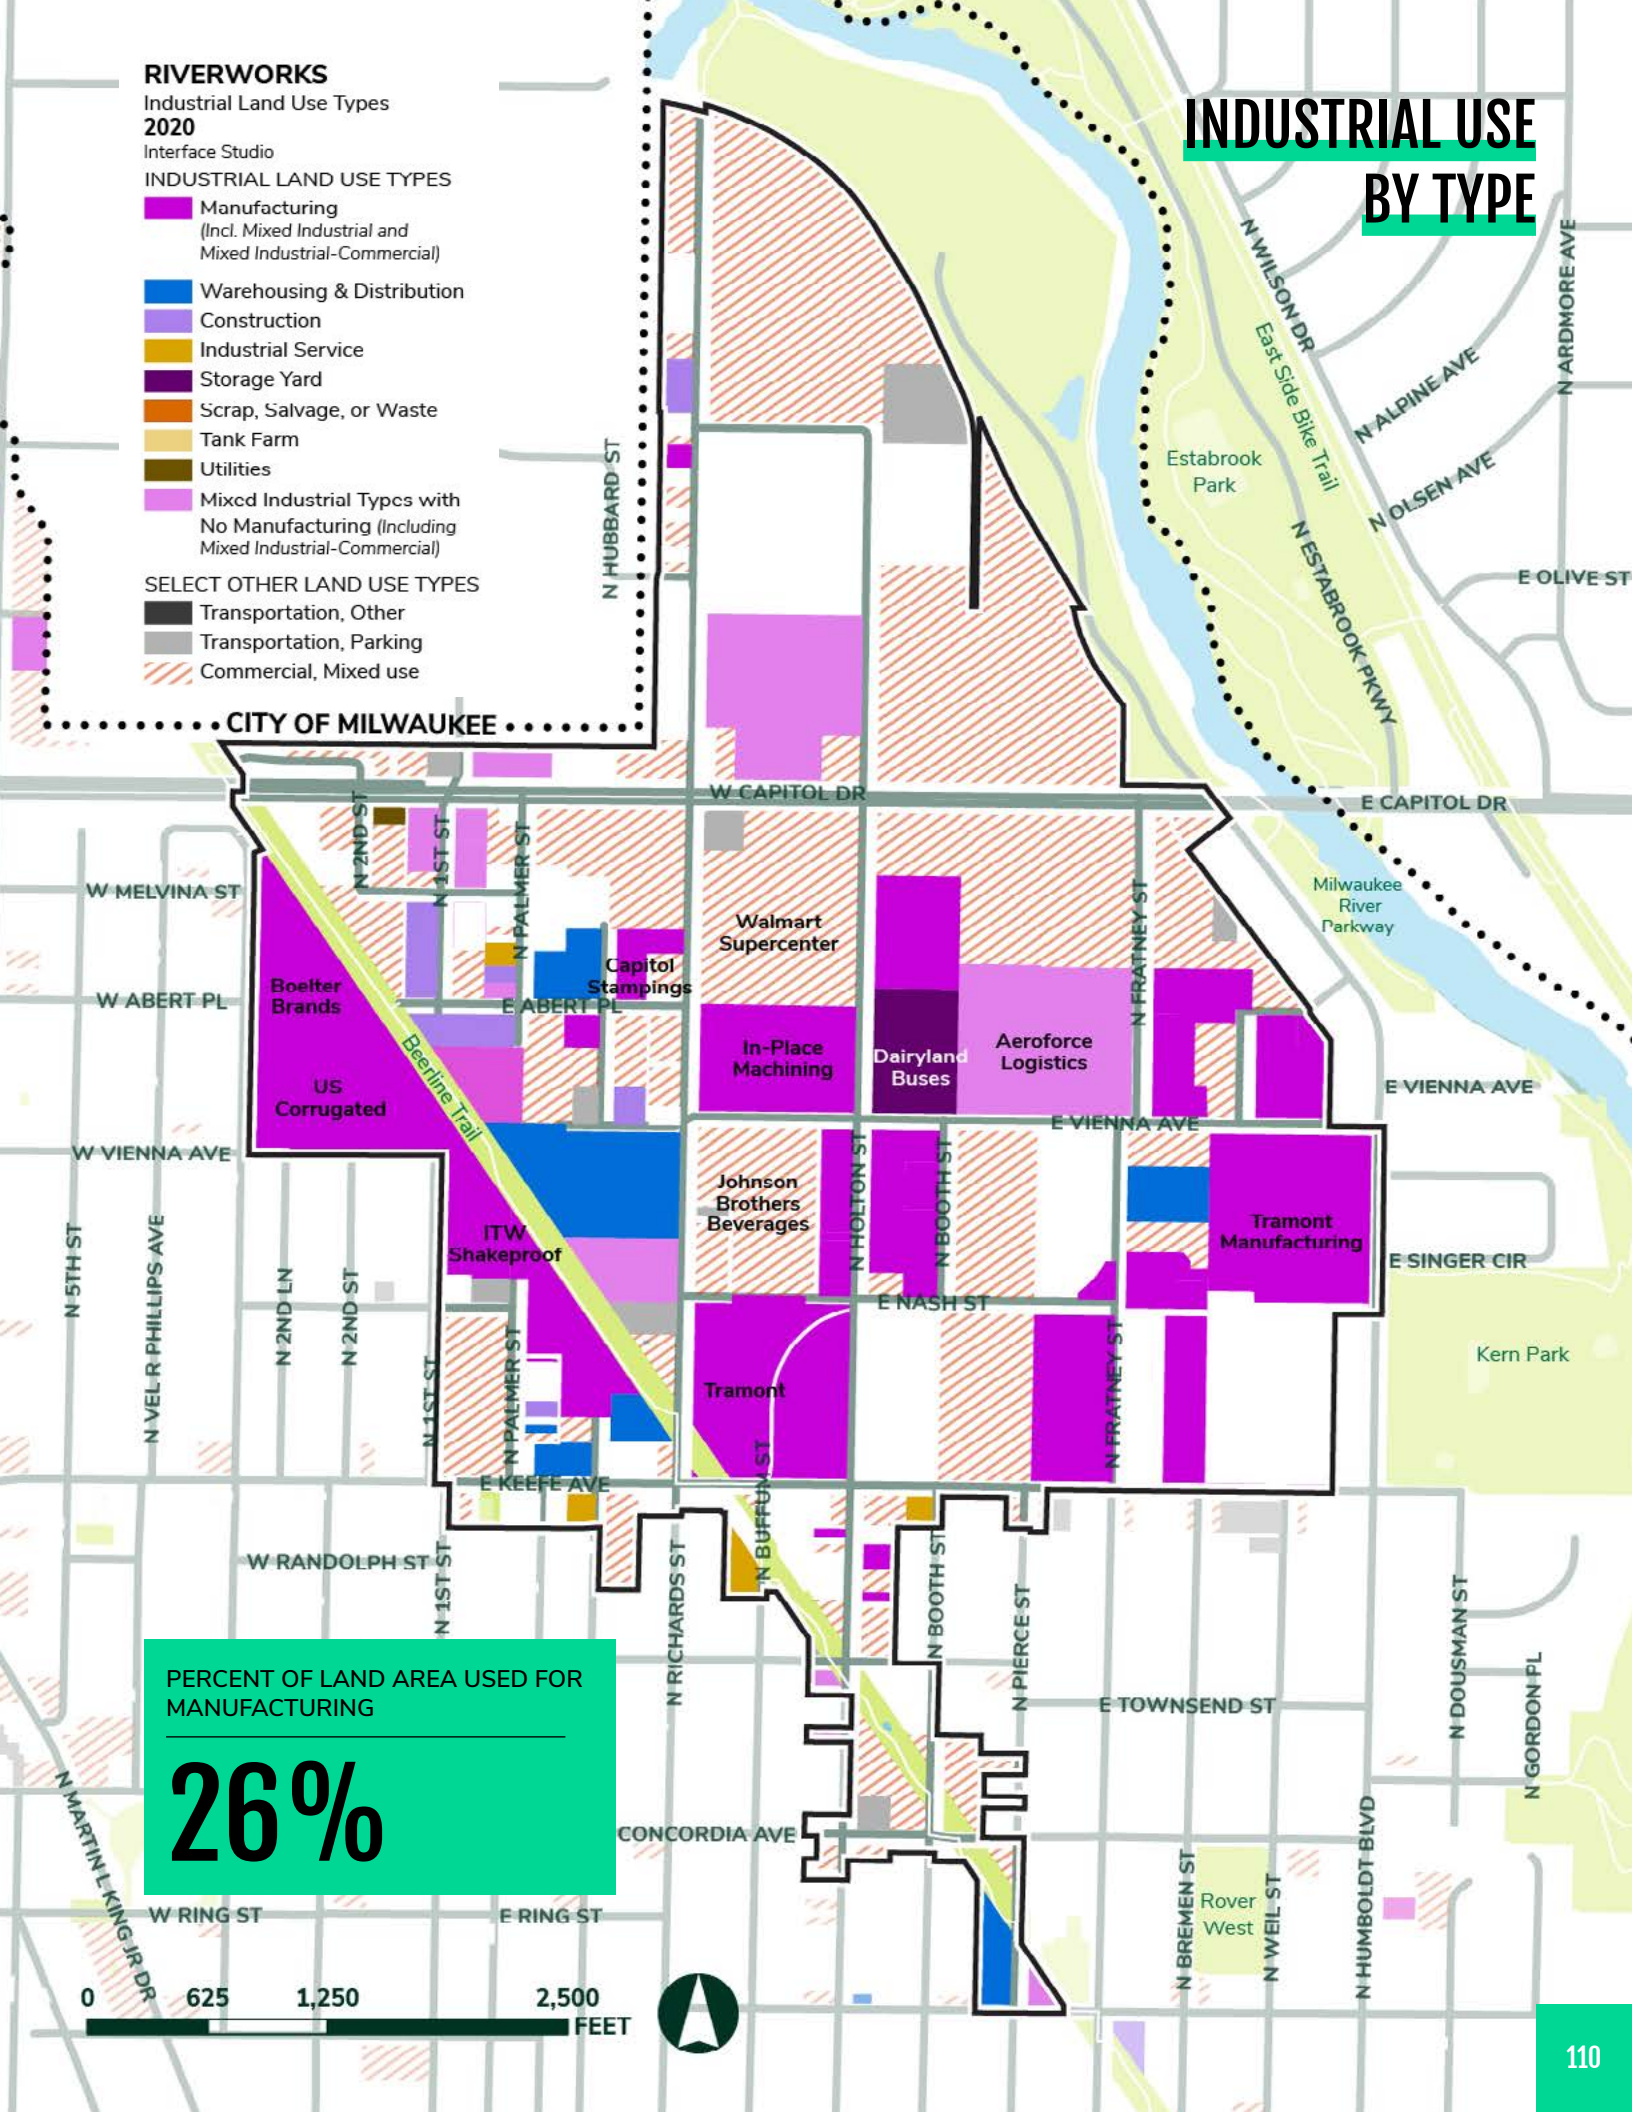 RIVERWORKS
Industrial Land Use Types
2020
Interface Studio
INDUSTRIAL LAND USE TYPES
Manufacturing
(Incl. Mixed Industrial and
Mixed Industrial-Commercial)
Warehousing & Distribution
Construction
Industrial Service
Storage Yard
Scrap, Salvage, or Waste
Tank Farm
Utilities
Mixed Industrial Types with
No Manufacturing (Including
Mixed Industrial-Commercial)
SELECT OTHER LAND USE TYPES
Transportation, Other
Transportation, Parking
Commercial, Mixed use
INDUSTRIAL USE
BY TYPE
N WILSON DR
N ARDMORE AVE
East Side Bike Trail
N ALPINE AVE
N OLSEN AVE
Estabrook
Park
N HUBBARD ST
N ESTABROOK PKWY
E OLIVE ST
CITY OF MILWAUKEE
W CAPITOL DR
E CAPITOL DR
N 2ND ST
N 1ST ST
N PALMER ST
N FRATNEY ST
W MELVINA ST
Milwaukee
River
Parkway
Walmart
Supercenter
Capitol
Stampings
Boelter
Brands
W ABERT PL
E ABERT PL
Beerline Trail
In-Place
Machining
Dairyland
Buses
Aeroforce
Logistics
US
Corrugated
E VIENNA AVE
E VIENNA AVE
W VIENNA AVE
Johnson
Brothers
Beverages
N HOLTON ST
N BOOTH ST
Tramont
Manufacturing
ITW
Shakeproof
E SINGER CIR
N 5TH ST
N VEL R PHILLIPS AVE
N 2ND LN
N 2ND ST
N 1ST ST
N PALMER ST
E NASH ST
N FRATNEY ST
Kern Park
Tramont
E KEEFE AVE
N BUFFUM ST
W RANDOLPH ST
N 1ST ST
N RICHARDS ST
N BOOTH ST
N PIERCE ST
N DOUSMAN ST
N GORDON PL
E TOWNSEND ST
PERCENT OF LAND AREA USED FOR
MANUFACTURING
26%
N MARTIN L KING JR DR
CONCORDIA AVE
N BREMEN ST
Rover
West
N WEIL ST
N HUMBOLDT BLVD
W RING ST
E RING ST
0 625 1,250 2,500
FEET
110